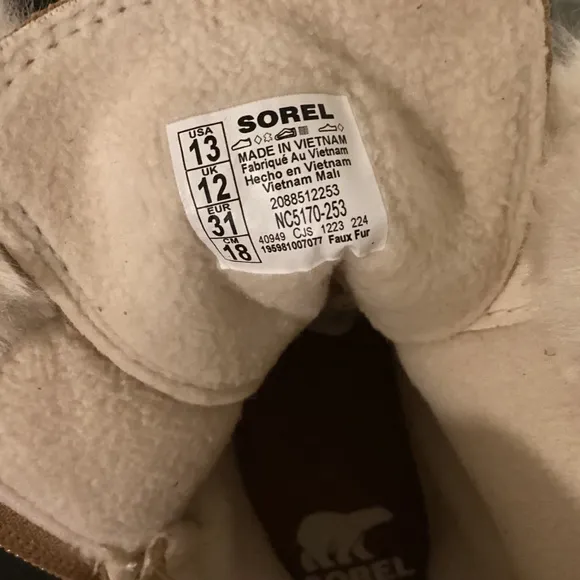 SOREL
USA
13
UK
12
EUR
31
CM
18
MADE IN VIETNAM
Fabriqué Au Vietnam
Hecho en Vietnam
Vietnam Malı
2088512253
NC5170-253
40949 CJS 1223 224
195981007077 Faux Fur
SOREL